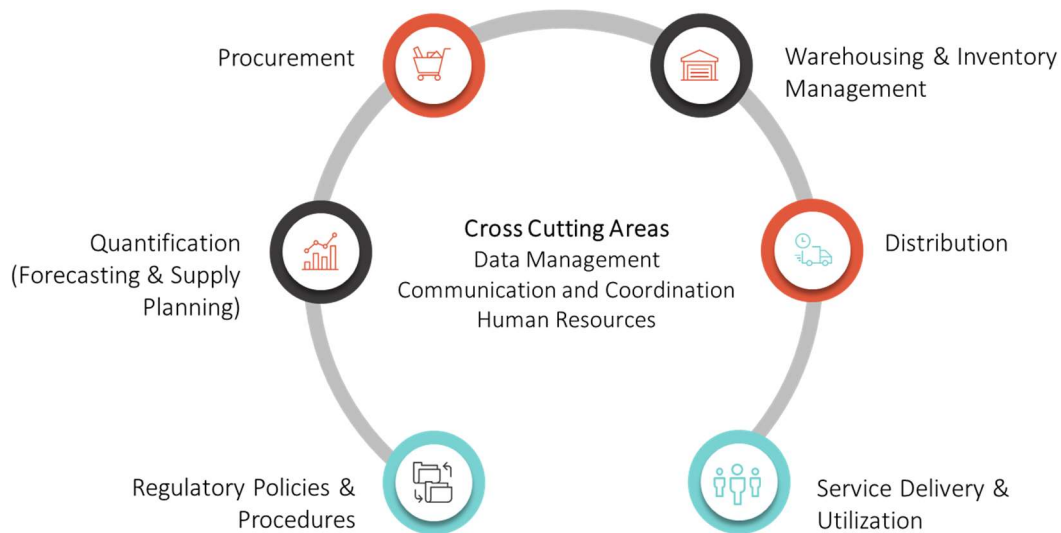 Procurement
Warehousing & Inventory
Management
Quantification
(Forecasting & Supply
Planning)
Cross Cutting Areas
Data Management
Communication and Coordination
Human Resources
Distribution
Regulatory Policies &
Procedures
Service Delivery &
Utilization